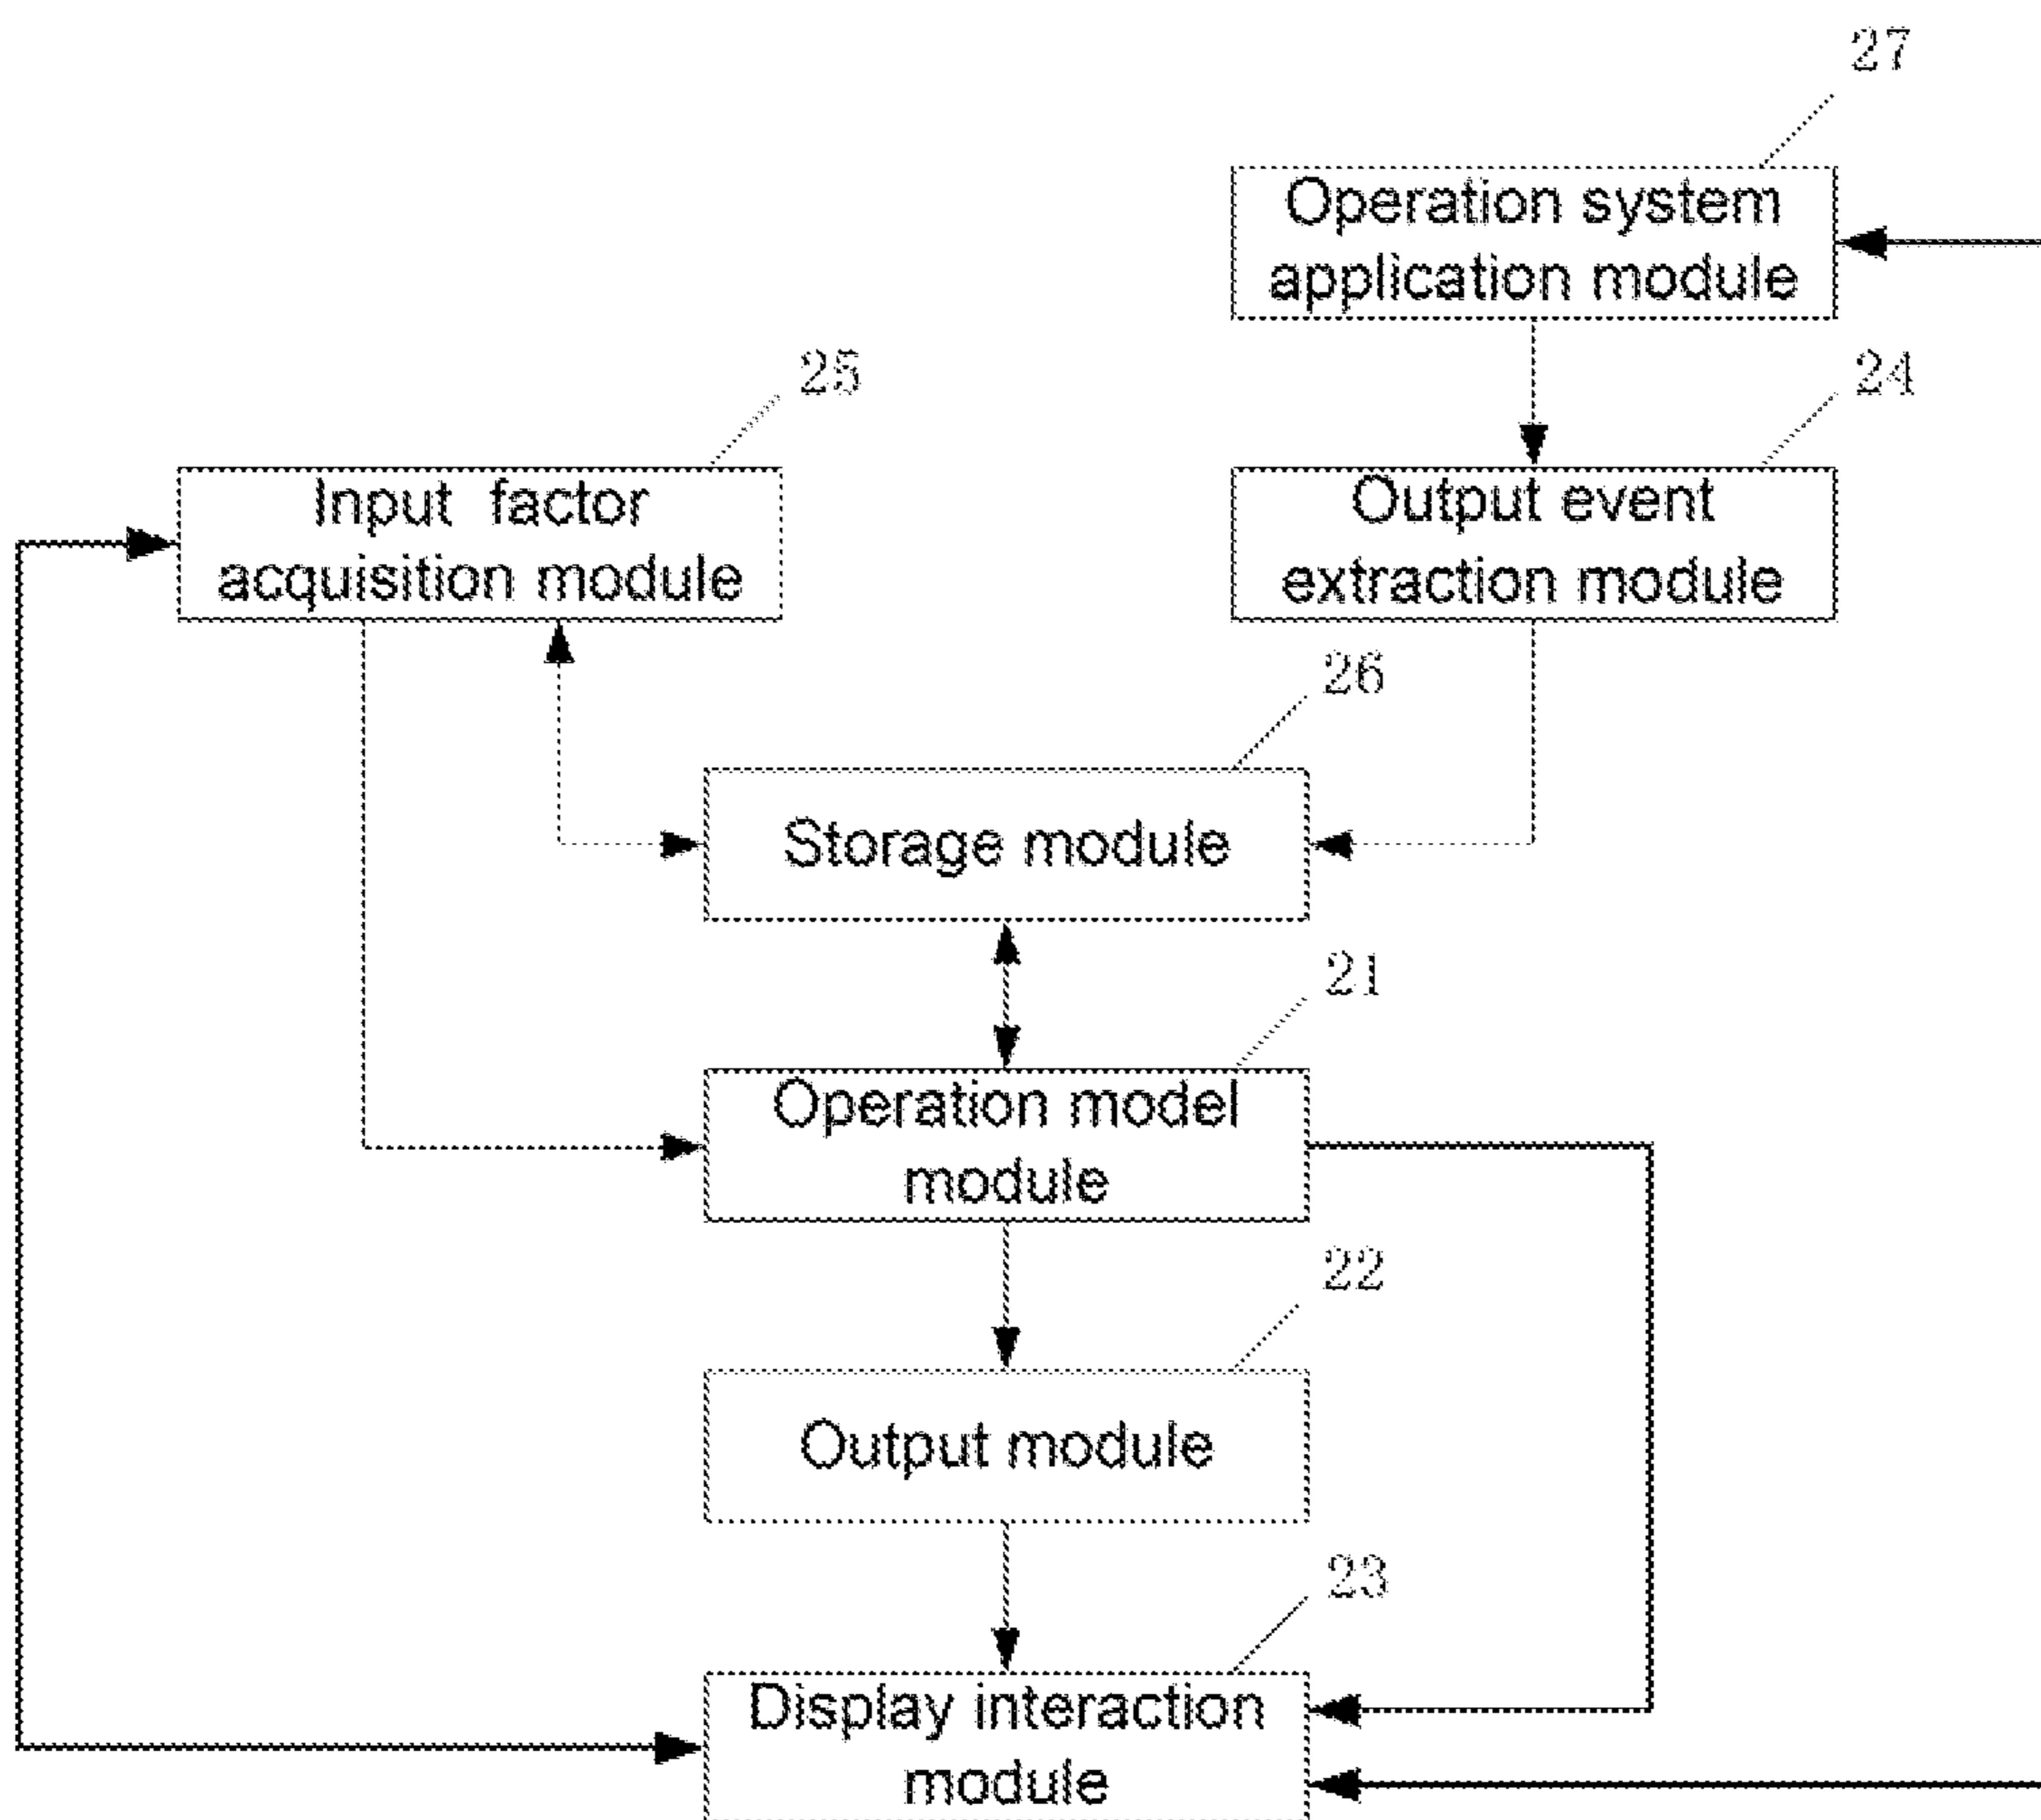 27
Operation system
application module
25
24
Input factor
acquisition module
Output event
extraction module
26
Storage module
21
Operation model
module
22
Output module
23
Display interaction
module